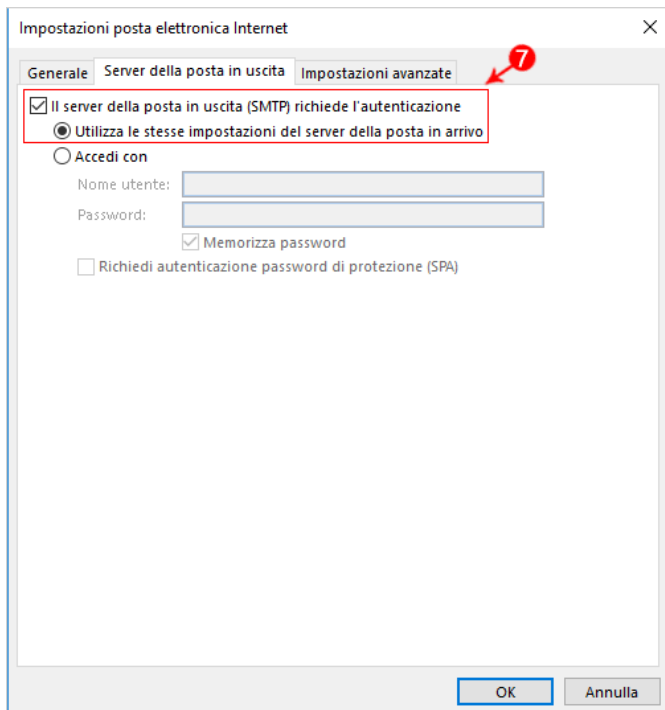 Impostazioni posta elettronica Internet
Generale Server della posta in uscita Impostazioni avanzate
7
Il server della posta in uscita (SMTP) richiede l'autenticazione
Utilizza le stesse impostazioni del server della posta in arrivo
Accedi con
Nome utente:
Password:
Memorizza password
Richiedi autenticazione password di protezione (SPA)
OK Annulla